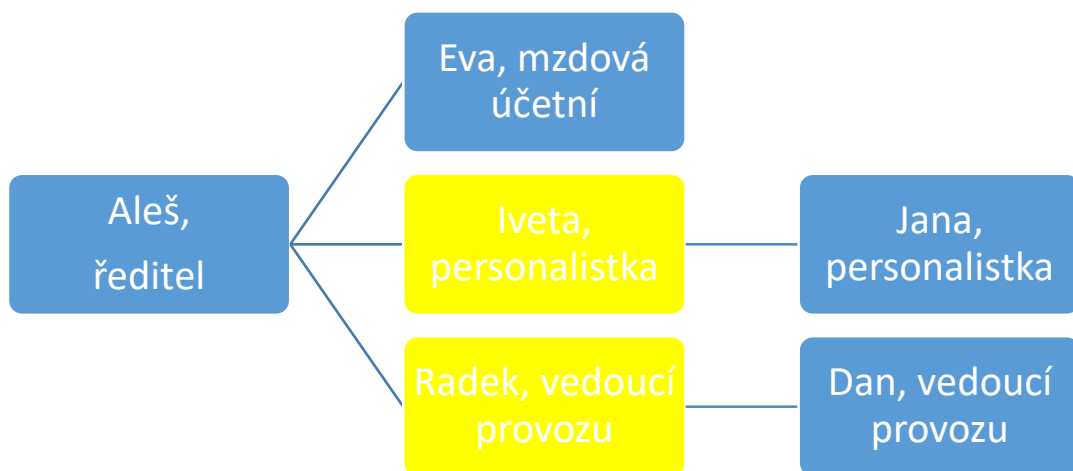 Eva, mzdová
účetní
Aleš,
ředitel
Iveta,
personalistka
Jana,
personalistka
Radek, vedoucí
provozu
Dan, vedoucí
provozu